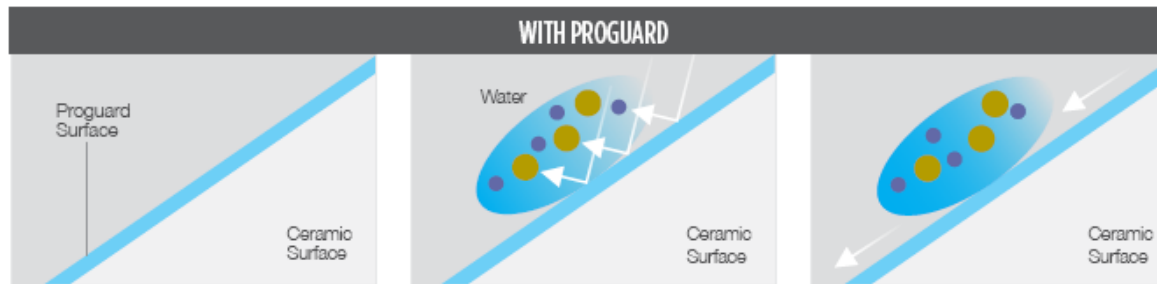 WITH PROGUARD
Proguard
Surface
Ceramic
Surface
Water
Ceramic
Surface
Ceramic
Surface